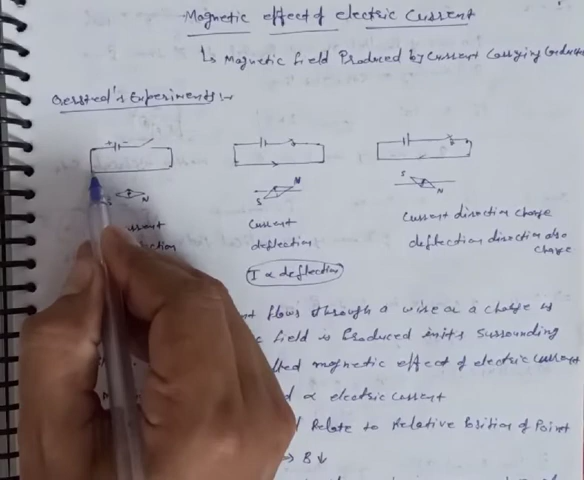 Magnetic effect of electric Current
Magnetic field Produced by Current Carrying Conductor
Oersted's Experiments:-
+
S N
S N
S N
Current
deflection
Current direction change
deflection direction also
change
I ∝ deflection
flows through a wire or a charge is
field is Produced in its Surrounding
magnetic effect of electric current
∝ electric current
Relate to Relative Position of Point
→ B ↓